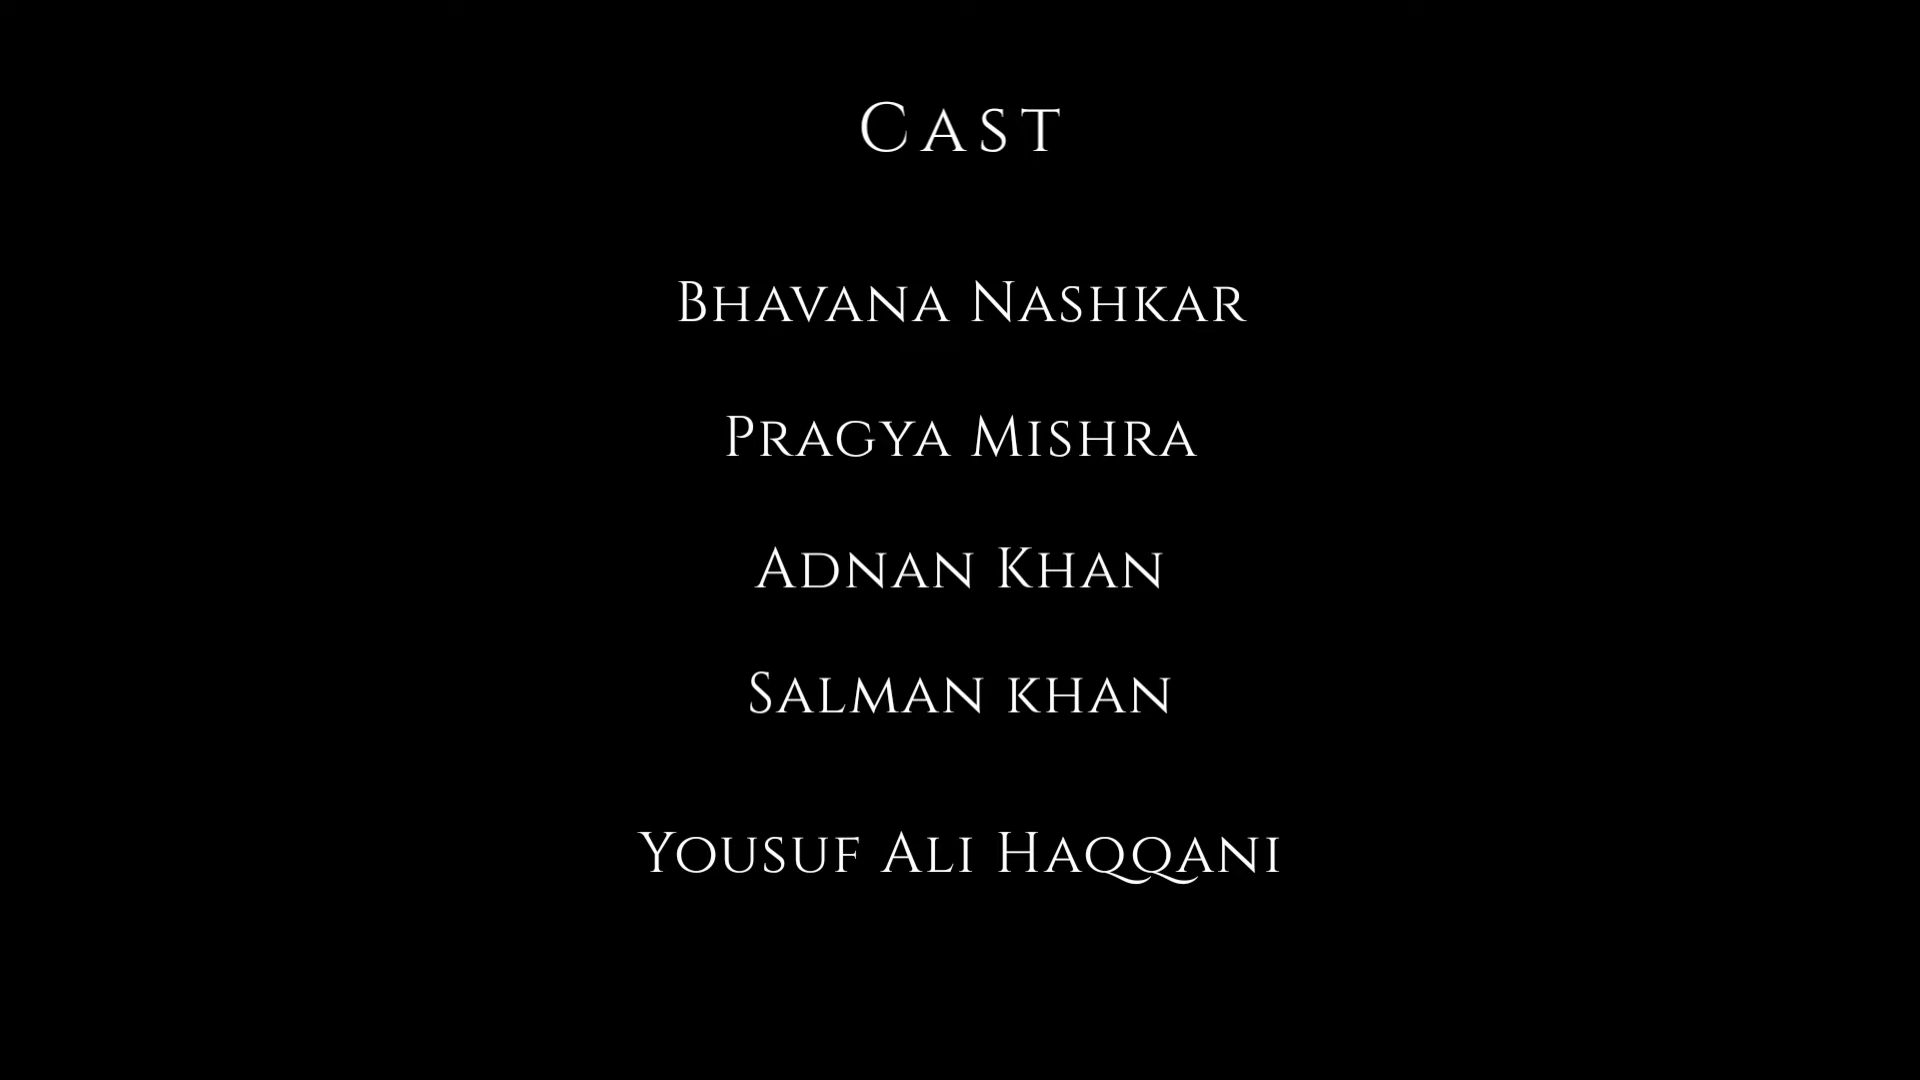 Cast
Bhavana Nashkar
Pragya Mishra
Adnan Khan
Salman khan
Yousuf Ali Haqqani